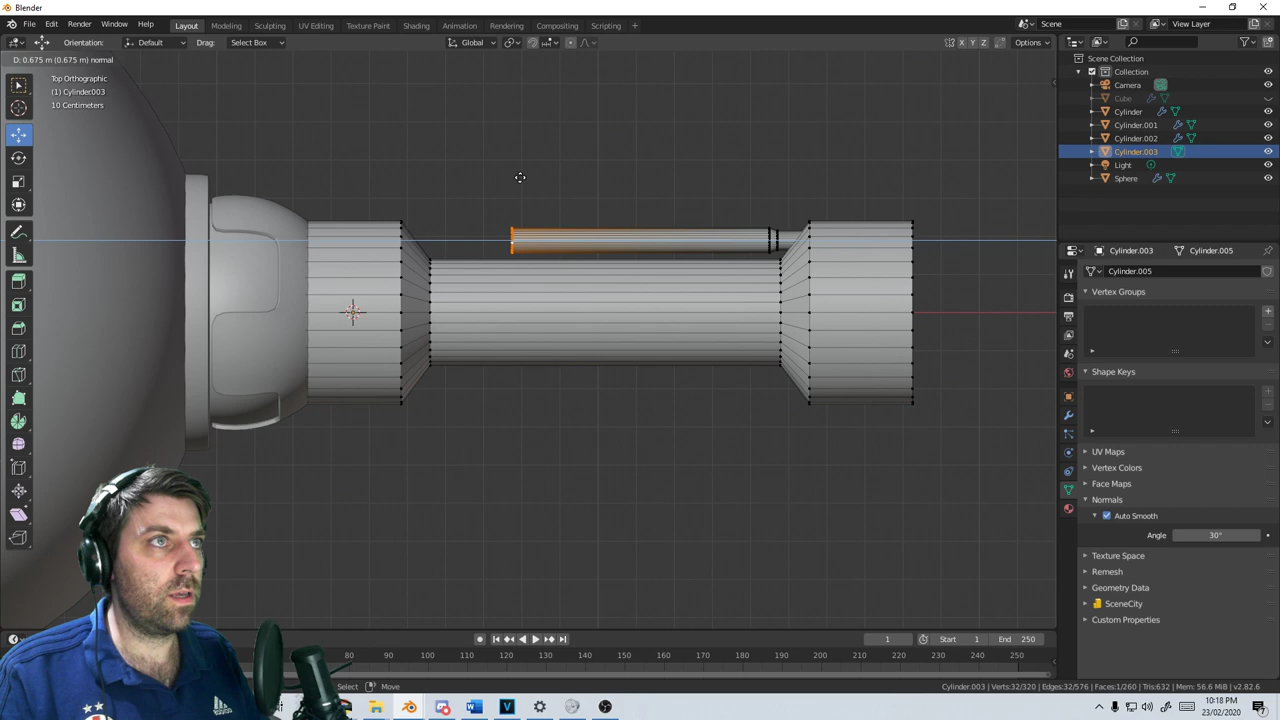 Blender
File Edit Render Window Help
Layout Modeling Sculpting UV Editing Texture Paint Shading Animation Rendering Compositing Scripting +
Scene
View Layer
Orientation: Default Drag: Select Box
Global
X Y Z
Options
D: 0.675 m (0.675 m) normal
Top Orthographic
(1) Cylinder.003
10 Centimeters
Scene Collection
Collection
Camera
Cube
Cylinder
Cylinder.001
Cylinder.002
Cylinder.003
Light
Sphere
Cylinder.003 Cylinder.005
Cylinder.005
Vertex Groups
Shape Keys
UV Maps
Vertex Colors
Face Maps
Normals
Auto Smooth
Angle 30°
Texture Space
Remesh
Geometry Data
SceneCity
Custom Properties
1 Start 1 End 250
80 90 100 110 120 130 140 150 160 170 180 190 200 210 220 230 240 250
Select Move
Cylinder.003 | Verts:32/320 | Edges:32/576 | Faces:1/260 | Tris:632 | Mem: 56.6 MiB | v2.82.6
10:18 PM
23/02/2020